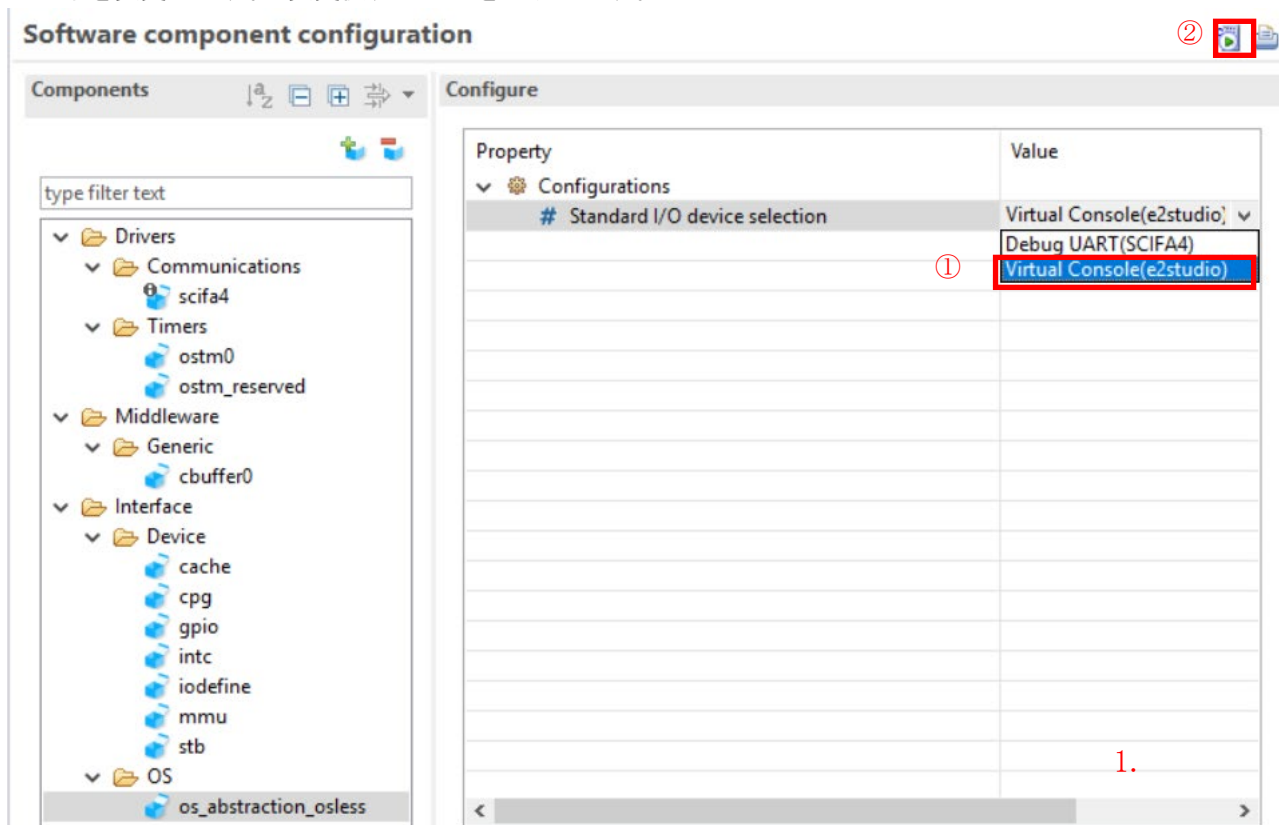 Software component configuration
②
Components
Configure
type filter text
Property
Value
Configurations
# Standard I/O device selection
Virtual Console(e2studio)
Debug UART(SCIFA4)
①
Virtual Console(e2studio)
Drivers
Communications
scifa4
Timers
ostm0
ostm_reserved
Middleware
Generic
cbuffer0
Interface
Device
cache
cpg
gpio
intc
iodefine
mmu
stb
OS
os_abstraction_osless
1.